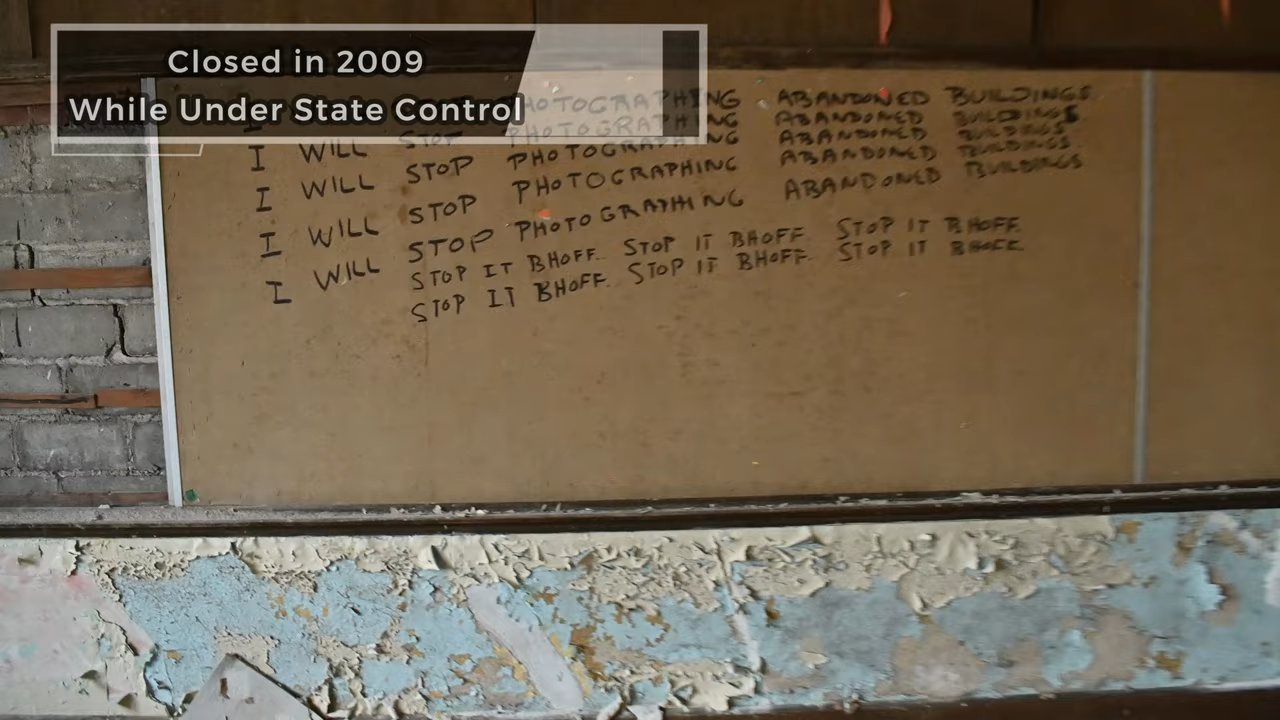 Closed in 2009
While Under State Control
PHOTOGRAPHING ABANDONED BUILDINGS.
I WILL STOP PHOTOGRAPHING ABANDONED BUILDINGS
I WILL STOP PHOTOGRAPHING ABANDONED BUILDINGS
I WILL STOP PHOTOGRAPHING ABANDONED BUILDINGS
I WILL STOP PHOTOGRAPHING ABANDONED BUILDINGS
STOP IT BHOFF. STOP IT BHOFF STOP IT BHOFF
STOP IT BHOFF. STOP IT BHOFF. STOP IT BHOFF